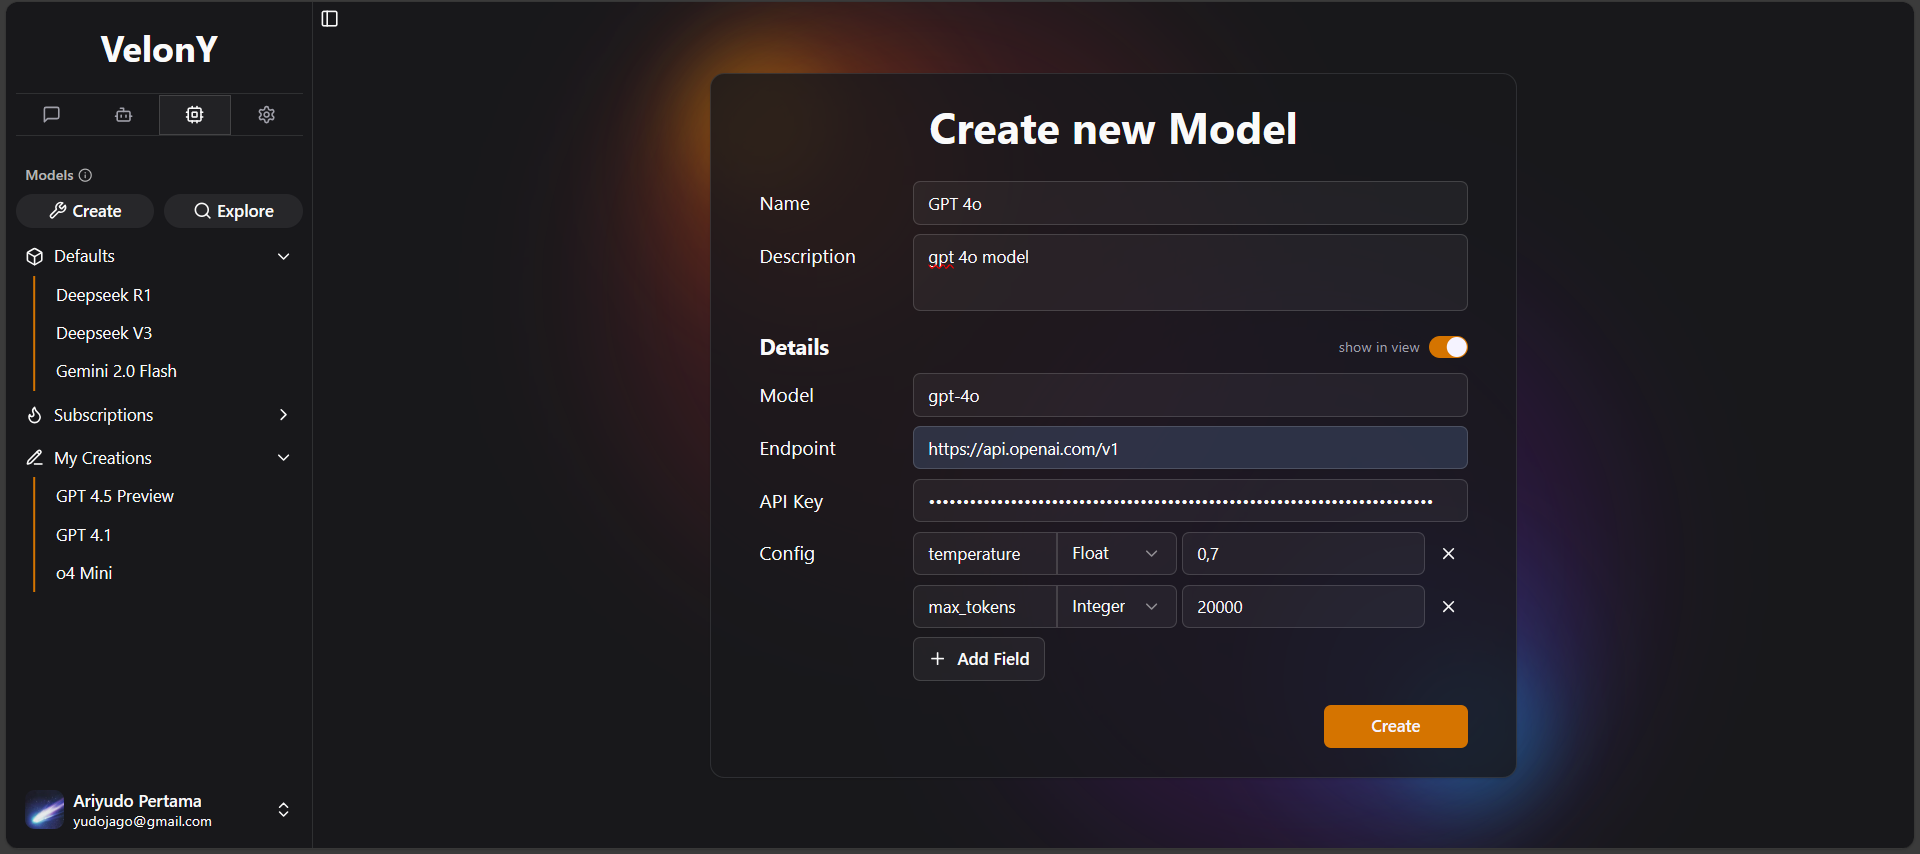 VelonY
Models
Create
Explore
Defaults
Deepseek R1
Deepseek V3
Gemini 2.0 Flash
Subscriptions
My Creations
GPT 4.5 Preview
GPT 4.1
o4 Mini
Ariyudo Pertama
yudojago@gmail.com
Create new Model
Name
GPT 4o
Description
gpt 4o model
Details
show in view
Model
gpt-4o
Endpoint
https://api.openai.com/v1
API Key
Config
temperature
Float
0,7
max_tokens
Integer
20000
Add Field
Create